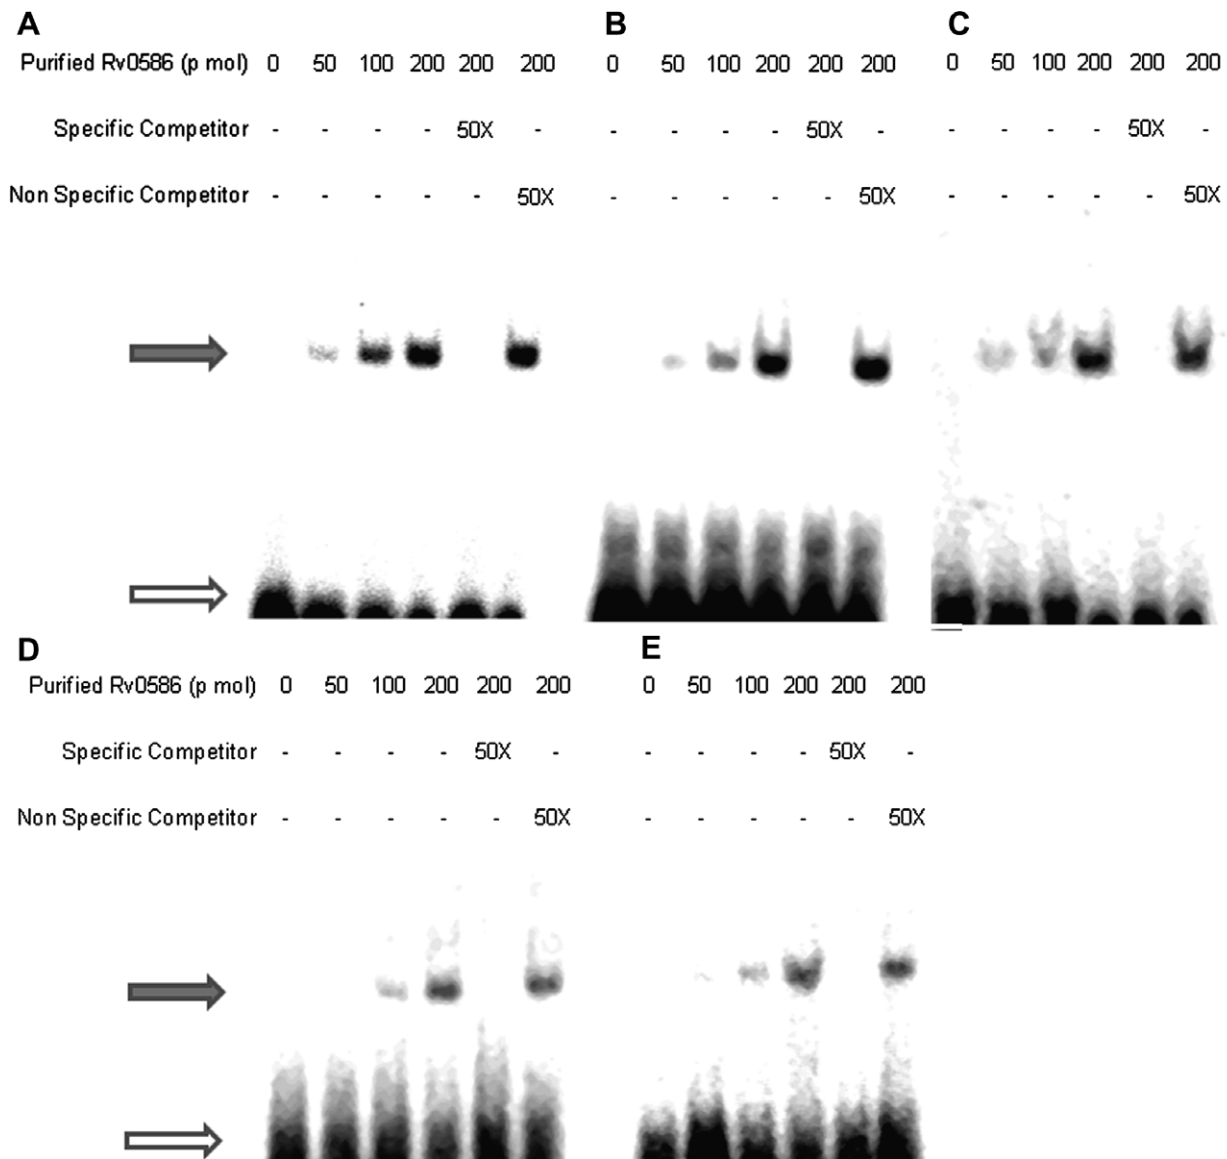 A B C
Purified Rv0586 (p mol) 0 50 100 200 200 200 0 50 100 200 200 200 0 50 100 200 200 200
Specific Competitor - - - - 50X - - - - - 50X - - - - - 50X -
Non Specific Competitor - - - - - 50X - - - - - 50X - - - - - 50X
D E
Purified Rv0586 (p mol) 0 50 100 200 200 200 0 50 100 200 200 200
Specific Competitor - - - - 50X - - - - - 50X -
Non Specific Competitor - - - - - 50X - - - - - 50X